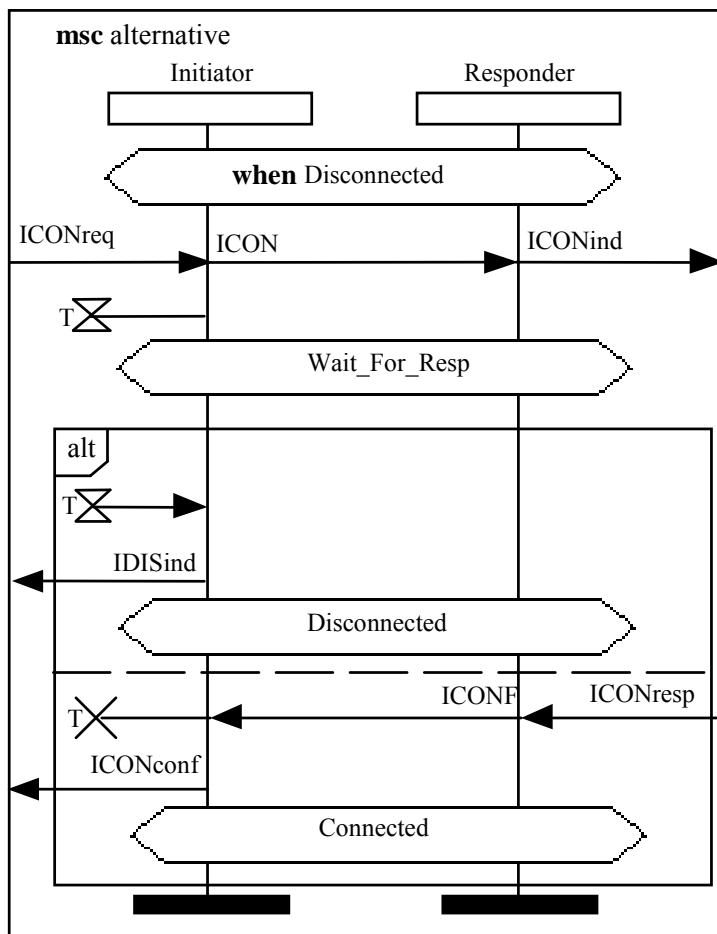 msc alternative
Initiator
Responder
when Disconnected
ICONreq
ICON
ICONind
T
Wait_For_Resp
alt
T
IDISind
Disconnected
T
ICONF
ICONresp
ICONconf
Connected